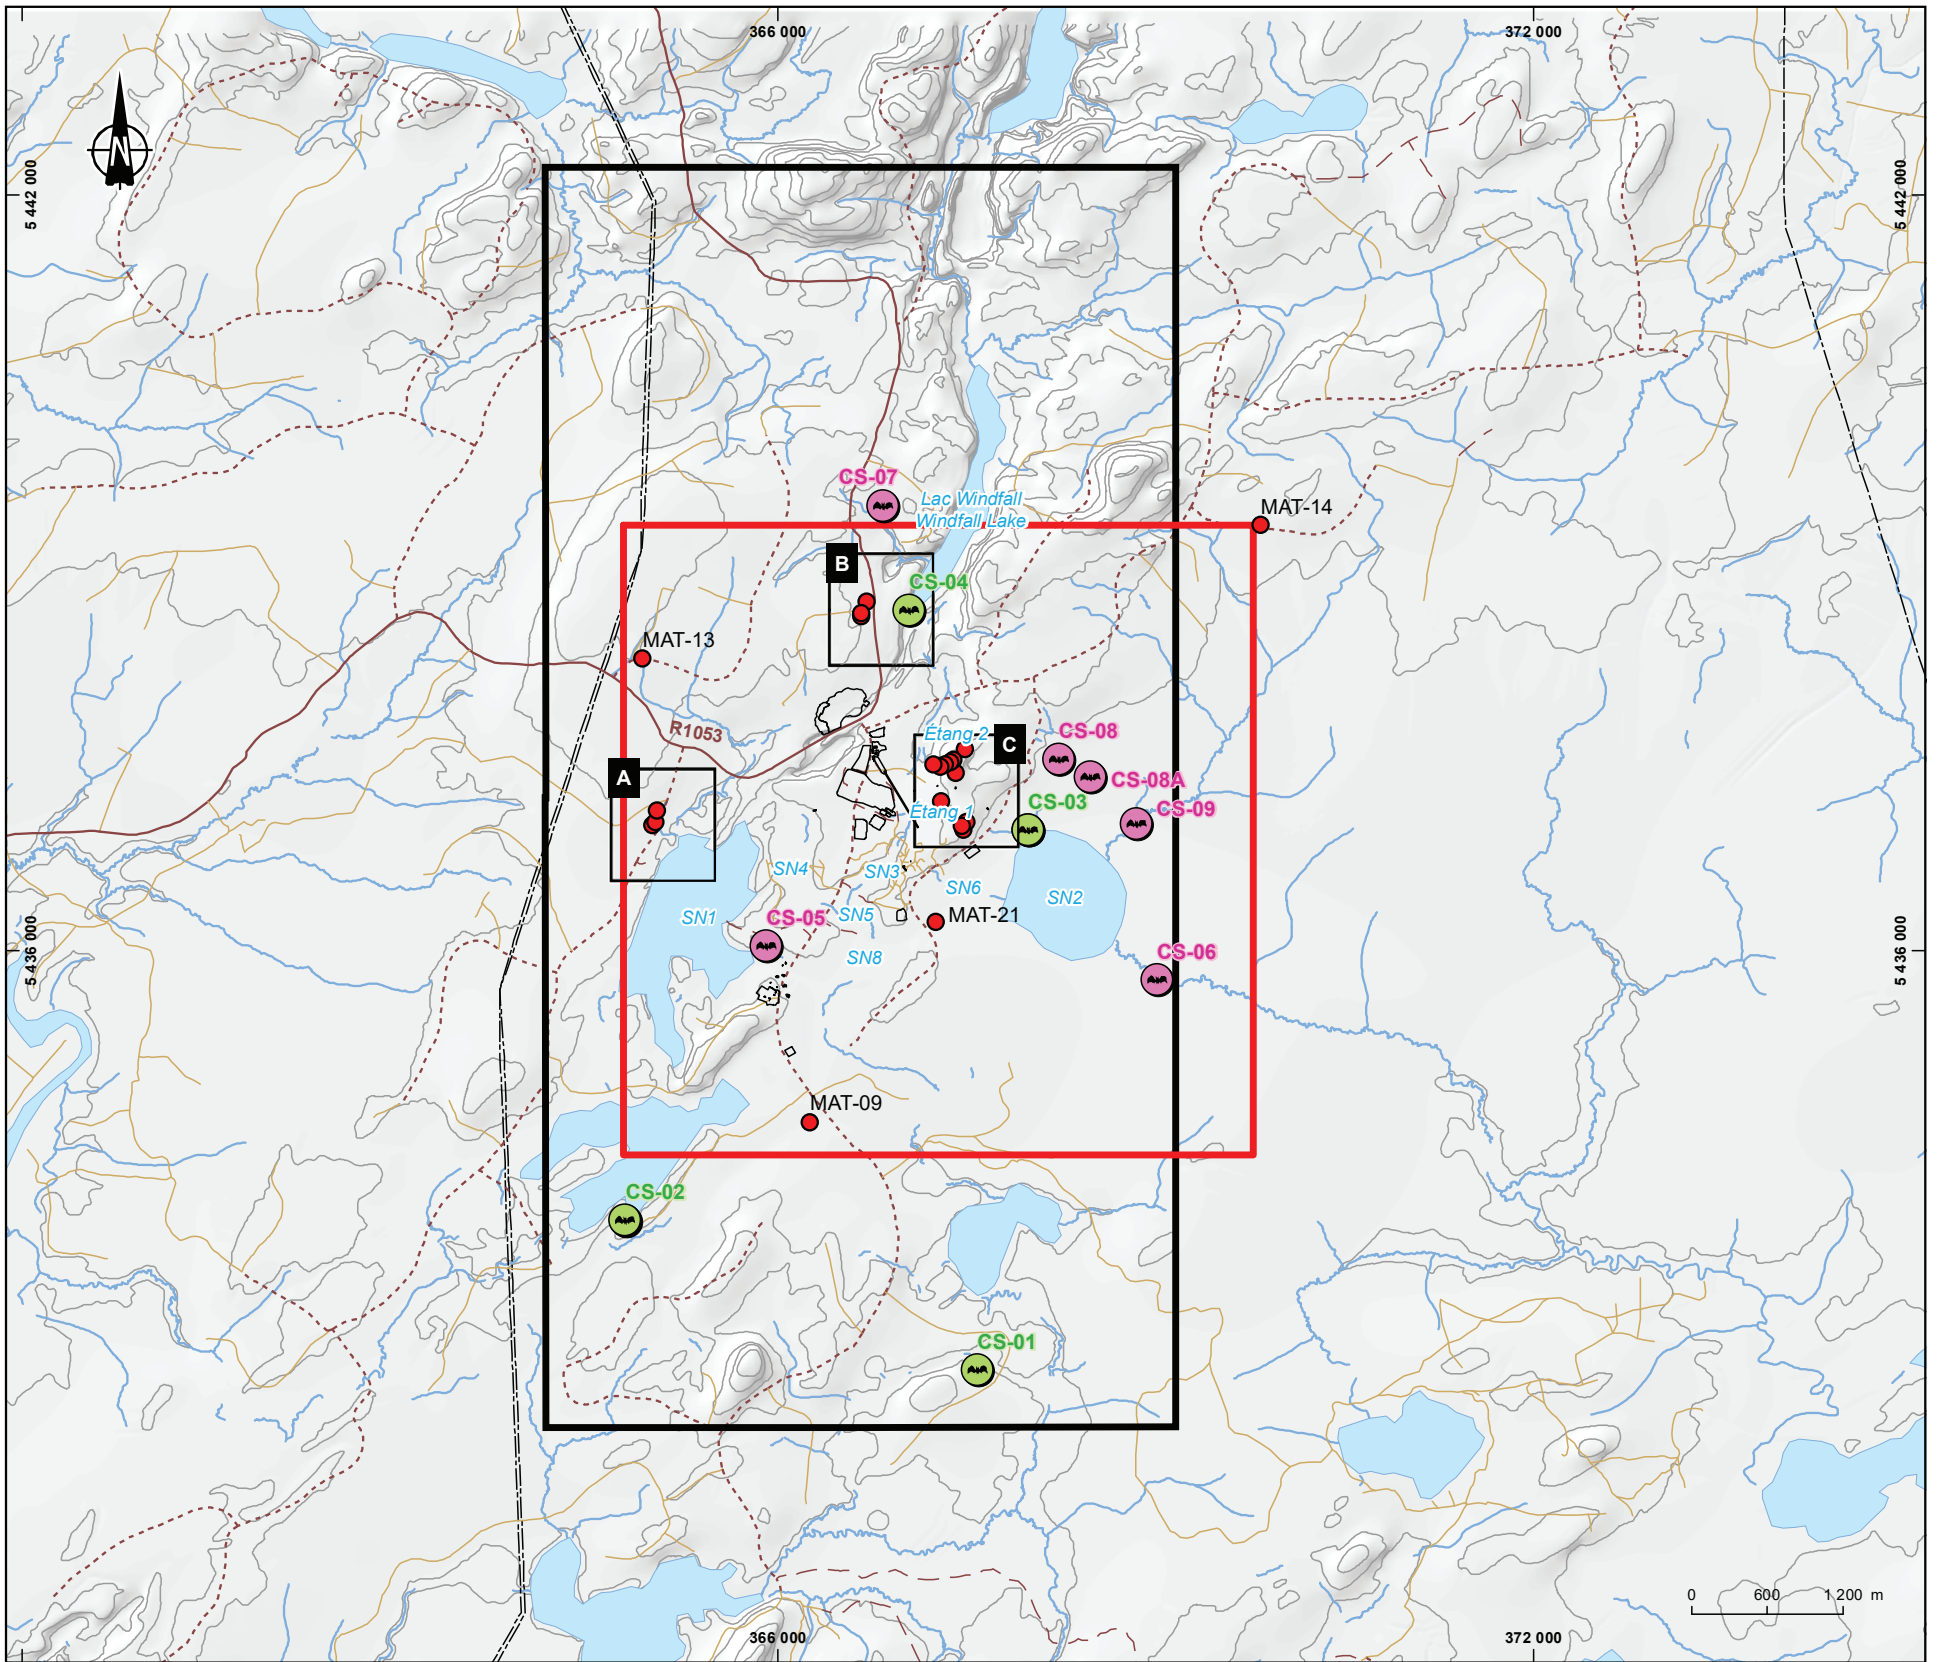 366 000
372 000
N
5 442 000
5 442 000
CS-07
Lac Windfall
Windfall Lake
MAT-14
B
CS-04
MAT-13
R1053
Étang 2
C
CS-08
A
CS-08A
CS-03
CS-09
Étang 1
SN4
SN3
SN6
SN2
SN1
CS-05
SN5
MAT-21
SN8
CS-06
5 436 000
5 436 000
MAT-09
CS-02
CS-01
0 600 1 200 m
366 000
372 000